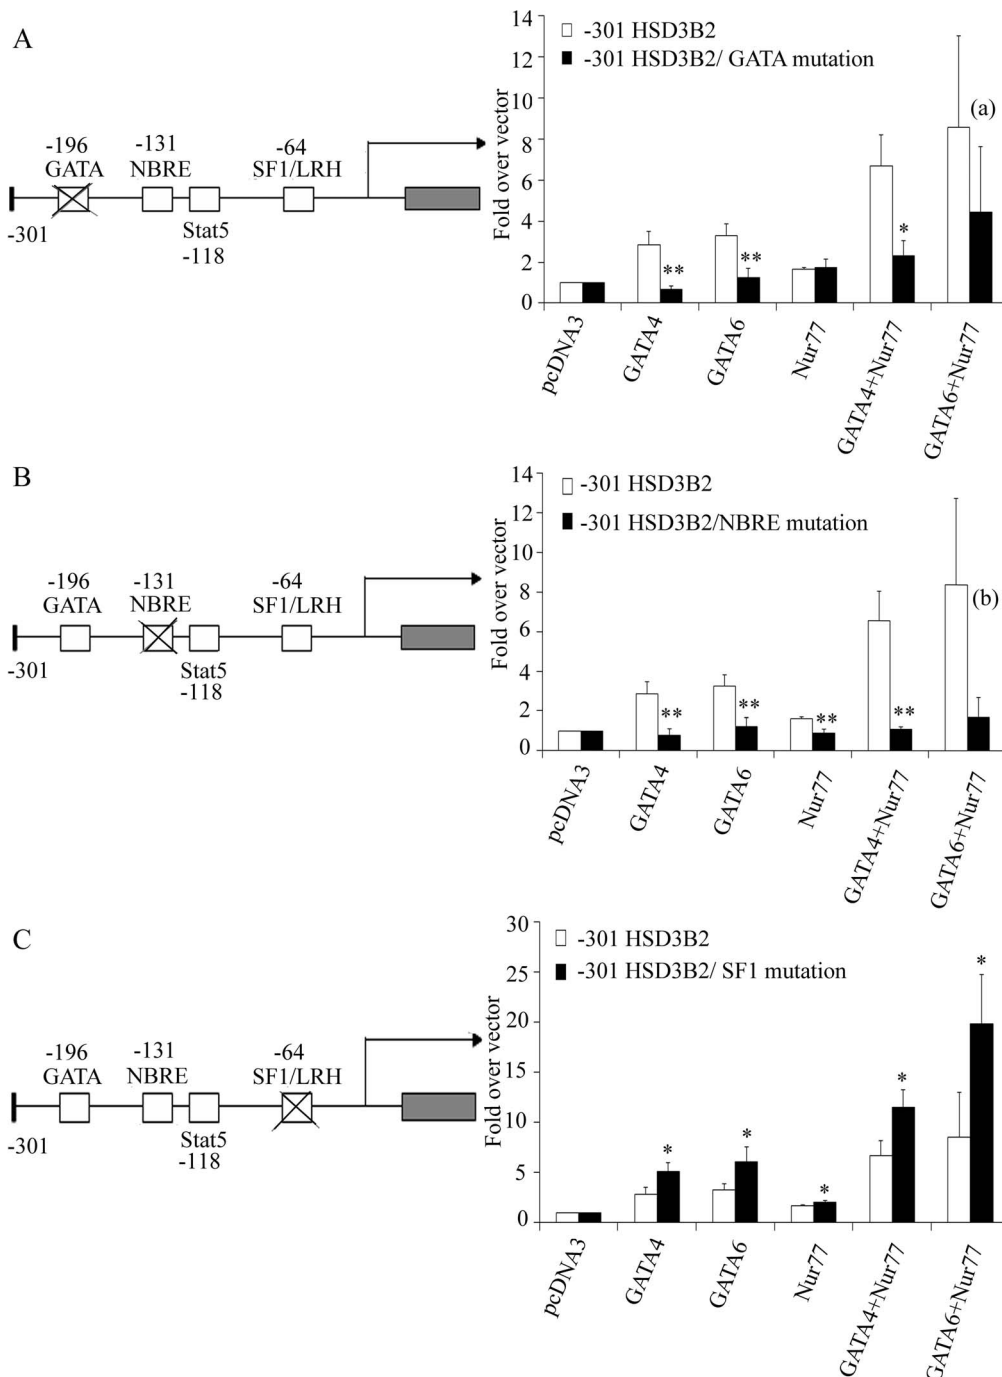 A
-196
GATA
-131
NBRE
-64
SF1/LRH
-301
Stat5
-118
Fold over vector
14
12
10
8
6
4
2
0
-301 HSD3B2
-301 HSD3B2/ GATA mutation
**
**
*
(a)
pcDNA3
GATA4
GATA6
Nur77
GATA4+Nur77
GATA6+Nur77
B
-196
GATA
-131
NBRE
-64
SF1/LRH
-301
Stat5
-118
Fold over vector
14
12
10
8
6
4
2
0
-301 HSD3B2
-301 HSD3B2/NBRE mutation
**
**
**
**
(b)
pcDNA3
GATA4
GATA6
Nur77
GATA4+Nur77
GATA6+Nur77
C
-196
GATA
-131
NBRE
-64
SF1/LRH
-301
Stat5
-118
Fold over vector
30
25
20
15
10
5
0
-301 HSD3B2
-301 HSD3B2/ SF1 mutation
*
*
*
*
*
pcDNA3
GATA4
GATA6
Nur77
GATA4+Nur77
GATA6+Nur77